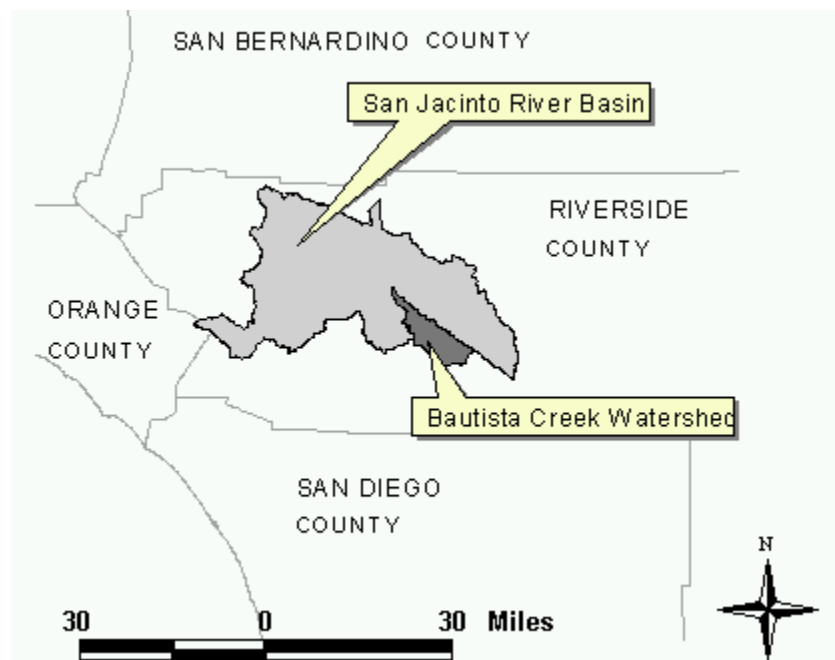 SAN BERNARDINO COUNTY
San Jacinto River Basin
RIVERSIDE
COUNTY
ORANGE
COUNTY
Bautista Creek Watershed
SAN DIEGO
COUNTY
N
30 0 30 Miles